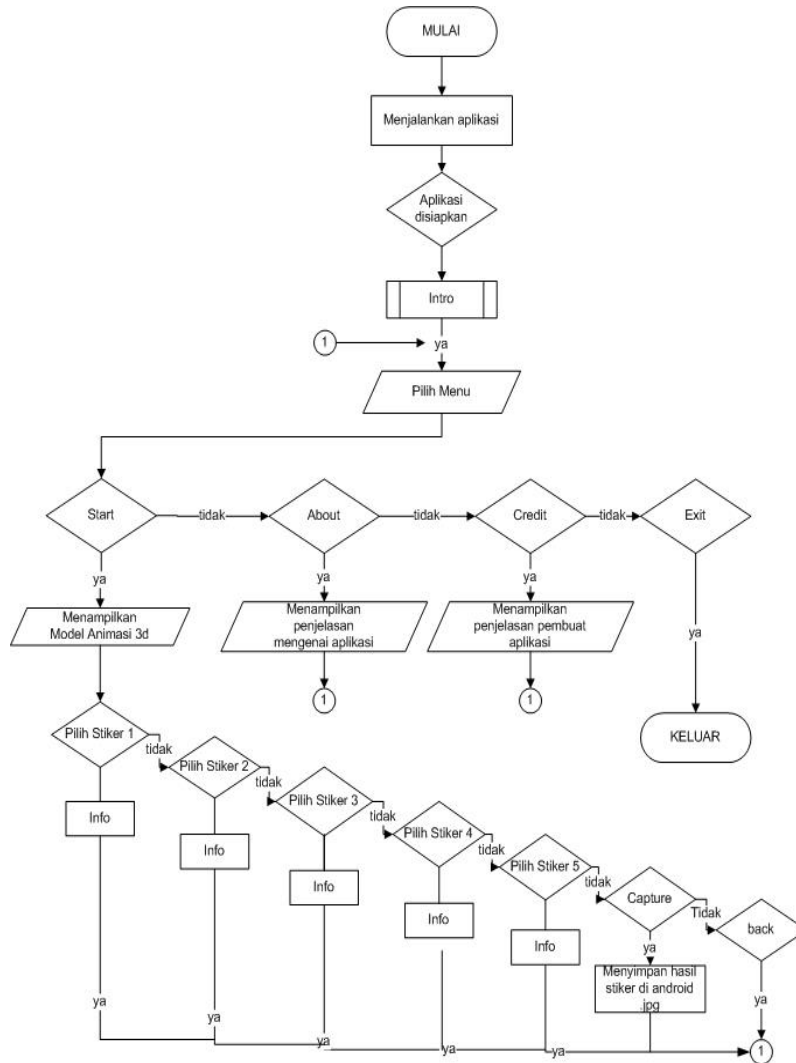 MULAI
Menjalankan aplikasi
Aplikasi
disiapkan
Intro
1
ya
Pilih Menu
Start
tidak
About
tidak
Credit
tidak
Exit
ya
ya
ya
ya
Menampilkan
Model Animasi 3d
Menampilkan
penjelasan
mengenai aplikasi
Menampilkan
penjelasan pembuat
aplikasi
1
1
KELUAR
Pilih Stiker 1
tidak
Pilih Stiker 2
tidak
Pilih Stiker 3
tidak
Pilih Stiker 4
tidak
Pilih Stiker 5
tidak
Capture
Tidak
back
Info
Info
Info
Info
Info
ya
Menyimpan hasil
stiker di android
.jpg
ya
ya
ya
ya
ya
ya
1